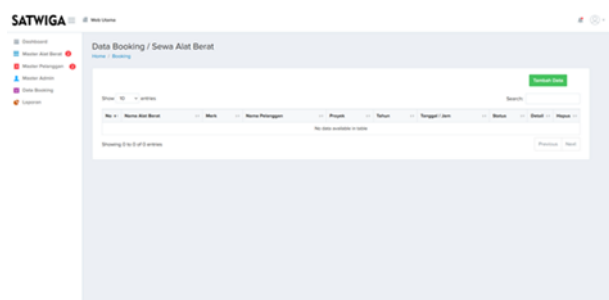 SATWIGA
Web Utama
Dashboard
Master Alat Berat
Master Pelanggan
Master Admin
Data Booking
Laporan
Data Booking / Sewa Alat Berat
Home / Booking
Tambah Data
Show 10 entries
Search:
No Nama Alat Berat Merk Nama Pelanggan Proyek Tahun Tanggal / Jam Status Detail Hapus
No data available in table
Showing 0 to 0 of 0 entries
Previous Next